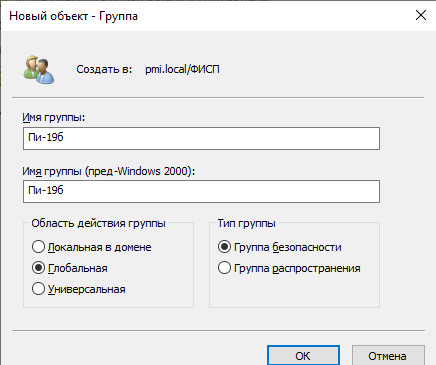 Новый объект - Группа
Создать в: pmi.local/ФИСП
Имя группы:
Пи-19б
Имя группы (пред-Windows 2000):
Пи-19б
Область действия группы
Локальная в домене
Глобальная
Универсальная
Тип группы
Группа безопасности
Группа распространения
ОК
Отмена